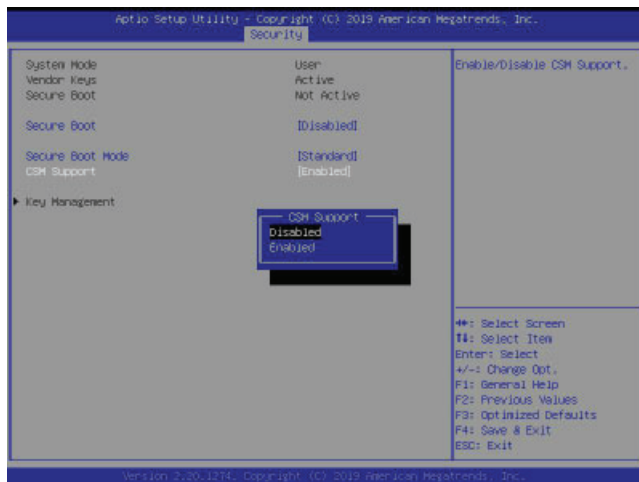 Aptio Setup Utility - Copyright (C) 2019 American Megatrends, Inc.
Security
System Mode User
Vendor Keys Active
Secure Boot Not Active
Secure Boot [Disabled]
Secure Boot Mode [Standard]
CSM Support [Enabled]
Key Management
CSM Support
Disabled
Enabled
Enable/Disable CSM Support.
↔: Select Screen
↑↓: Select Item
Enter: Select
+/-: Change Opt.
F1: General Help
F2: Previous Values
F3: Optimized Defaults
F4: Save & Exit
ESC: Exit
Version 2.20.1274. Copyright (C) 2019 American Megatrends, Inc.